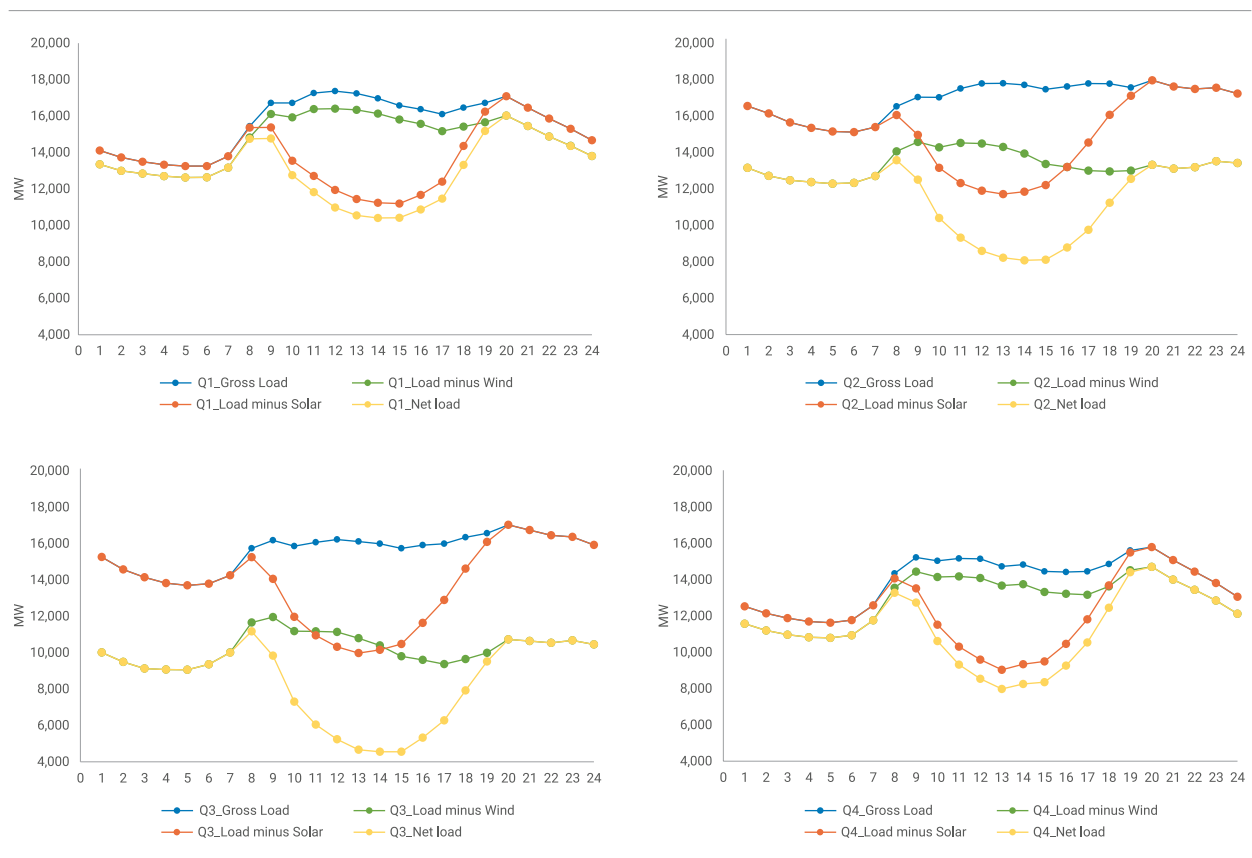 20,000
18,000
16,000
14,000
12,000
10,000
8,000
6,000
4,000
MW
0 1 2 3 4 5 6 7 8 9 10 11 12 13 14 15 16 17 18 19 20 21 22 23 24
Q1_Gross Load Q1_Load minus Wind
Q1_Load minus Solar Q1_Net load
20,000
18,000
16,000
14,000
12,000
10,000
8,000
6,000
4,000
MW
0 1 2 3 4 5 6 7 8 9 10 11 12 13 14 15 16 17 18 19 20 21 22 23 24
Q2_Gross Load Q2_Load minus Wind
Q2_Load minus Solar Q2_Net load
20,000
18,000
16,000
14,000
12,000
10,000
8,000
6,000
4,000
MW
0 1 2 3 4 5 6 7 8 9 10 11 12 13 14 15 16 17 18 19 20 21 22 23 24
Q3_Gross Load Q3_Load minus Wind
Q3_Load minus Solar Q3_Net load
20,000
18,000
16,000
14,000
12,000
10,000
8,000
6,000
4,000
MW
0 1 2 3 4 5 6 7 8 9 10 11 12 13 14 15 16 17 18 19 20 21 22 23 24
Q4_Gross Load Q4_Load minus Wind
Q4_Load minus Solar Q4_Net load